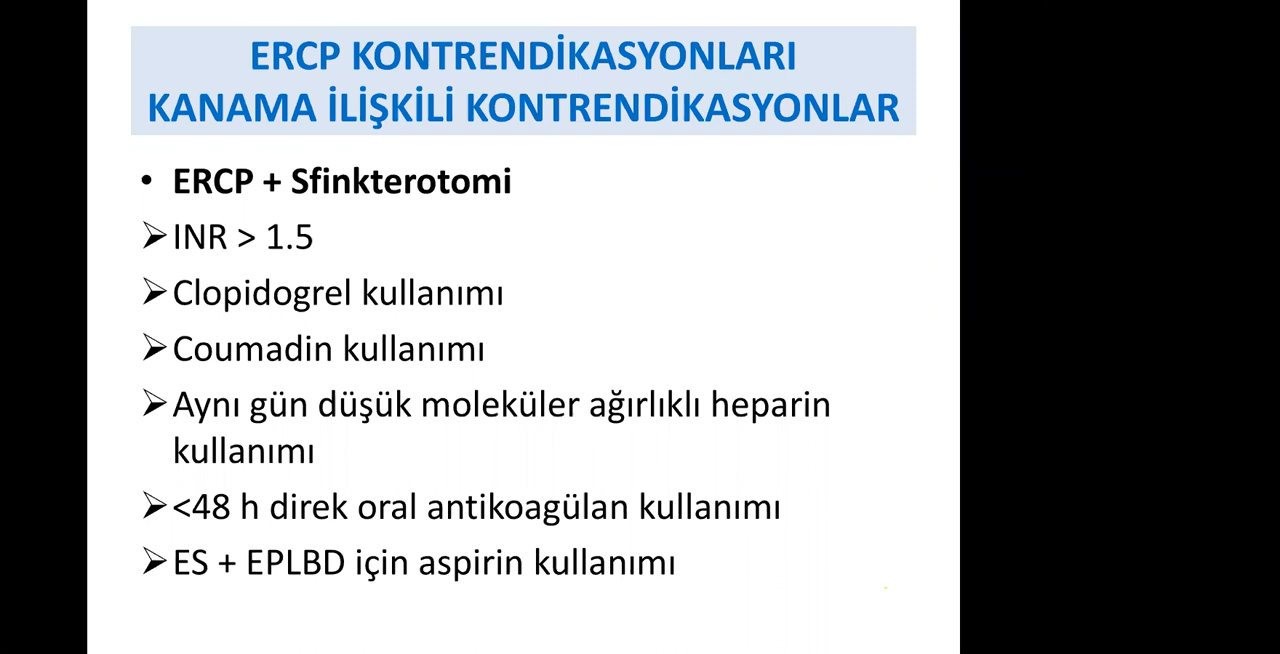 ERCP KONTRENDİKASYONLARI
KANAMA İLİŞKİLİ KONTRENDİKASYONLAR
• ERCP + Sfinkterotomi
➢INR > 1.5
➢Clopidogrel kullanımı
➢Coumadin kullanımı
➢Aynı gün düşük moleküler ağırlıklı heparin
kullanımı
➢<48 h direk oral antikoagülan kullanımı
➢ES + EPLBD için aspirin kullanımı